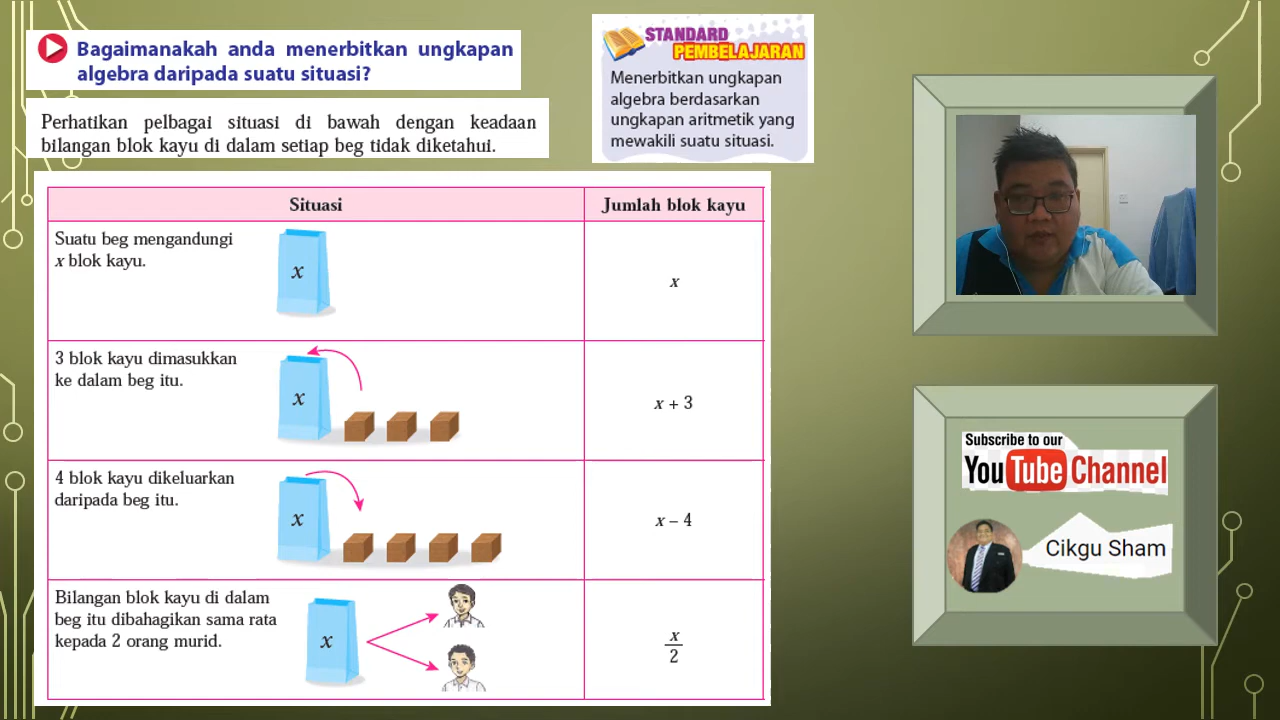 Bagaimanakah anda menerbitkan ungkapan
algebra daripada suatu situasi?
Perhatikan pelbagai situasi di bawah dengan keadaan
bilangan blok kayu di dalam setiap beg tidak diketahui.
STANDARD
PEMBELAJARAN
Menerbitkan ungkapan
algebra berdasarkan
ungkapan aritmetik yang
mewakili suatu situasi.
Situasi
Jumlah blok kayu
Suatu beg mengandungi
x blok kayu.
x
x
3 blok kayu dimasukkan
ke dalam beg itu.
x
x + 3
4 blok kayu dikeluarkan
daripada beg itu.
x
x – 4
Bilangan blok kayu di dalam
beg itu dibahagikan sama rata
kepada 2 orang murid.
x
x
2
Subscribe to our
YouTube Channel
Cikgu Sham